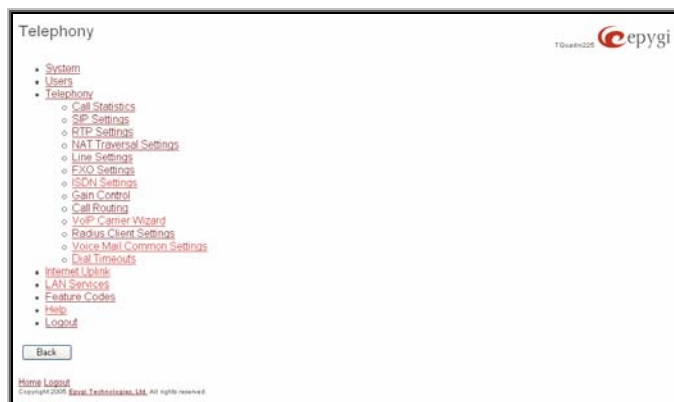 Telephony
epygi
System
Users
Telephony
Call Statistics
SIP Settings
RTP Settings
NAT Traversal Settings
Line Settings
FXO Settings
ISDN Settings
Gain Control
Call Routing
VoIP Carrier Wizard
Radius Client Settings
Voice Mail Common Settings
Dial Timeouts
Internet Uplink
LAN Services
Feature Codes
Help
Logout
Back
Home Logout
Copyright 2005 Epygi Technologies, Ltd. All rights reserved.